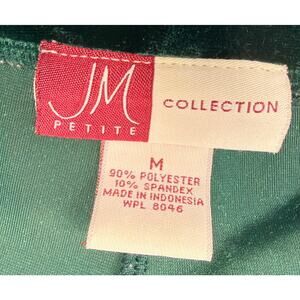 JM
PETITE
COLLECTION
M
90% POLYESTER
10% SPANDEX
MADE IN INDONESIA
WPL 8046